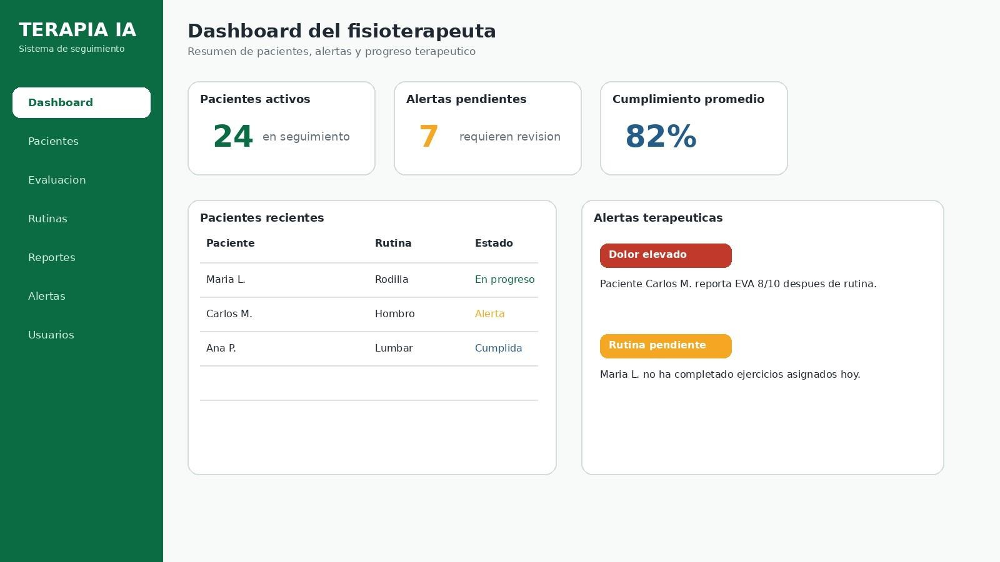 TERAPIA IA
Sistema de seguimiento
Dashboard
Pacientes
Evaluacion
Rutinas
Reportes
Alertas
Usuarios
Dashboard del fisioterapeuta
Resumen de pacientes, alertas y progreso terapeutico
Pacientes activos
24 en seguimiento
Alertas pendientes
7 requieren revision
Cumplimiento promedio
82%
Pacientes recientes
Paciente Rutina Estado
Maria L. Rodilla En progreso
Carlos M. Hombro Alerta
Ana P. Lumbar Cumplida
Alertas terapeuticas
Dolor elevado
Paciente Carlos M. reporta EVA 8/10 despues de rutina.
Rutina pendiente
Maria L. no ha completado ejercicios asignados hoy.